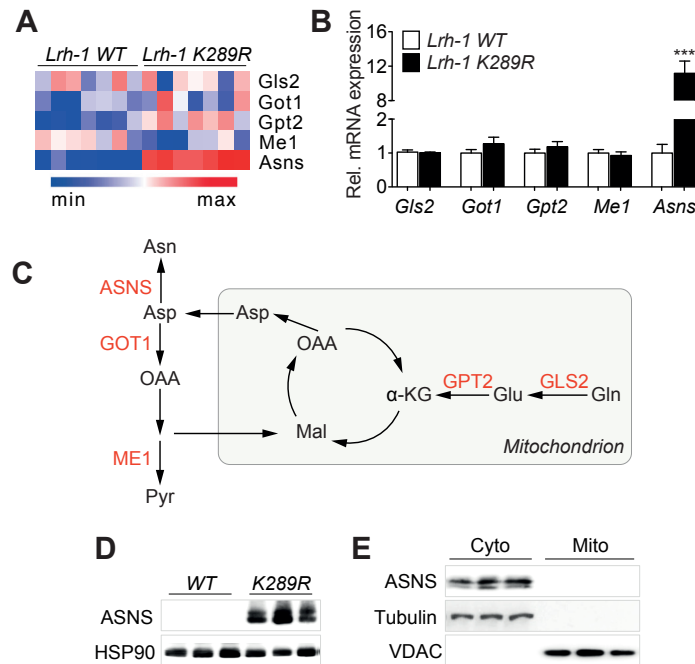 A
Lrh-1 WT Lrh-1 K289R
Gls2
Got1
Gpt2
Me1
Asns
min max
B
Rel. mRNA expression
16
12
8
2
1
0
Lrh-1 WT
Lrh-1 K289R
***
Gls2 Got1 Gpt2 Me1 Asns
C
Asn
ASNS
Asp Asp
GOT1
OAA OAA
α-KG GPT2 Glu GLS2 Gln
Mal
ME1
Mitochondrion
Pyr
D
WT K289R
ASNS
HSP90
E
Cyto Mito
ASNS
Tubulin
VDAC